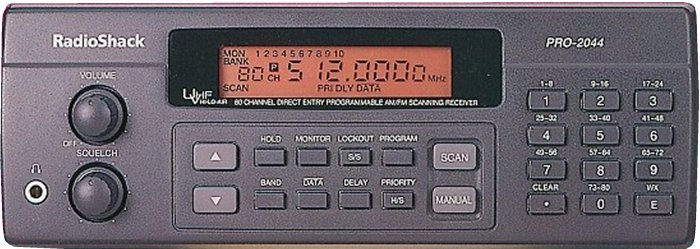 RadioShack
PRO-2044
MON 1 2 3 4 5 6 7 8 9 10
BANK
80 P CH 512.0000 MHz
SCAN PRI DLY DATA
U/VHF
HI-LO-AIR 80 CHANNEL DIRECT ENTRY PROGRAMMABLE AM/FM SCANNING RECEIVER
VOLUME
OFF
SQUELCH
HOLD MONITOR LOCKOUT PROGRAM
▲ S/S SCAN
BAND DATA DELAY PRIORITY
▼ H/S MANUAL
1-8 9-16 17-24
1 2 3
25-32 33-40 41-48
4 5 6
49-56 57-64 65-72
7 8 9
CLEAR 73-80 WX
• 0 E